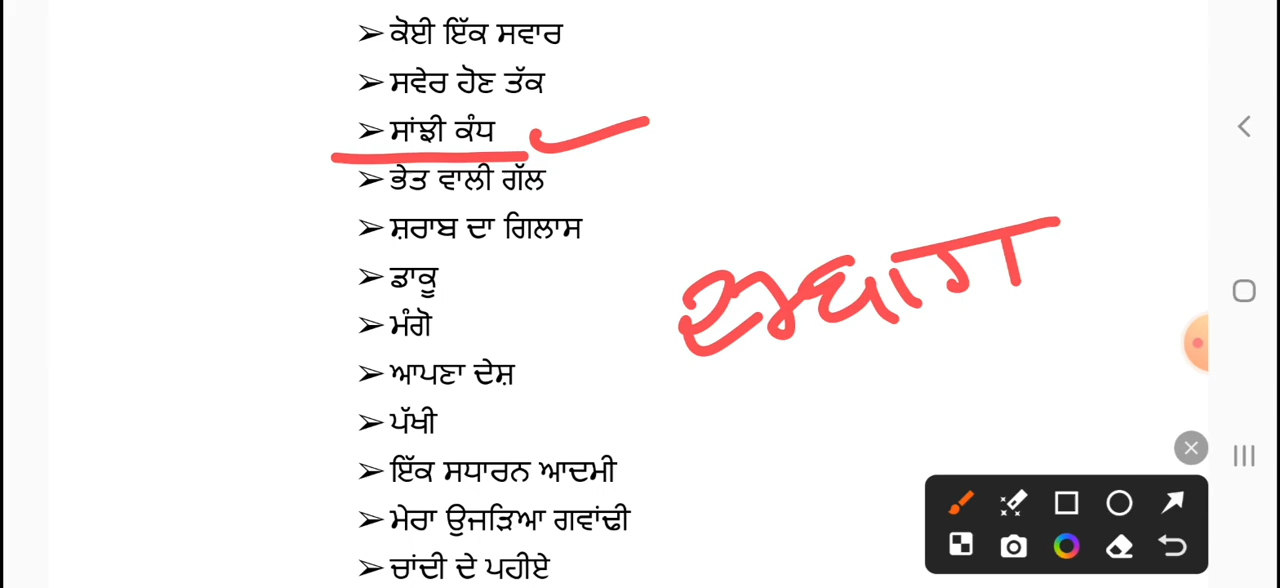 ➢ ਕੋਈ ਇੱਕ ਸਵਾਰ
➢ ਸਵੇਰ ਹੋਣ ਤੱਕ
➢ ਸਾਂਝੀ ਕੰਧ
➢ ਭੇਤ ਵਾਲੀ ਗੱਲ
➢ ਸ਼ਰਾਬ ਦਾ ਗਿਲਾਸ
➢ ਡਾਕੂ
➢ ਮੰਗੋ
➢ ਆਪਣਾ ਦੇਸ਼
➢ ਪੱਖੀ
➢ ਇੱਕ ਸਧਾਰਨ ਆਦਮੀ
➢ ਮੇਰਾ ਉਜੜਿਆ ਗਵਾਂਢੀ
➢ ਚਾਂਦੀ ਦੇ ਪਹੀਏ